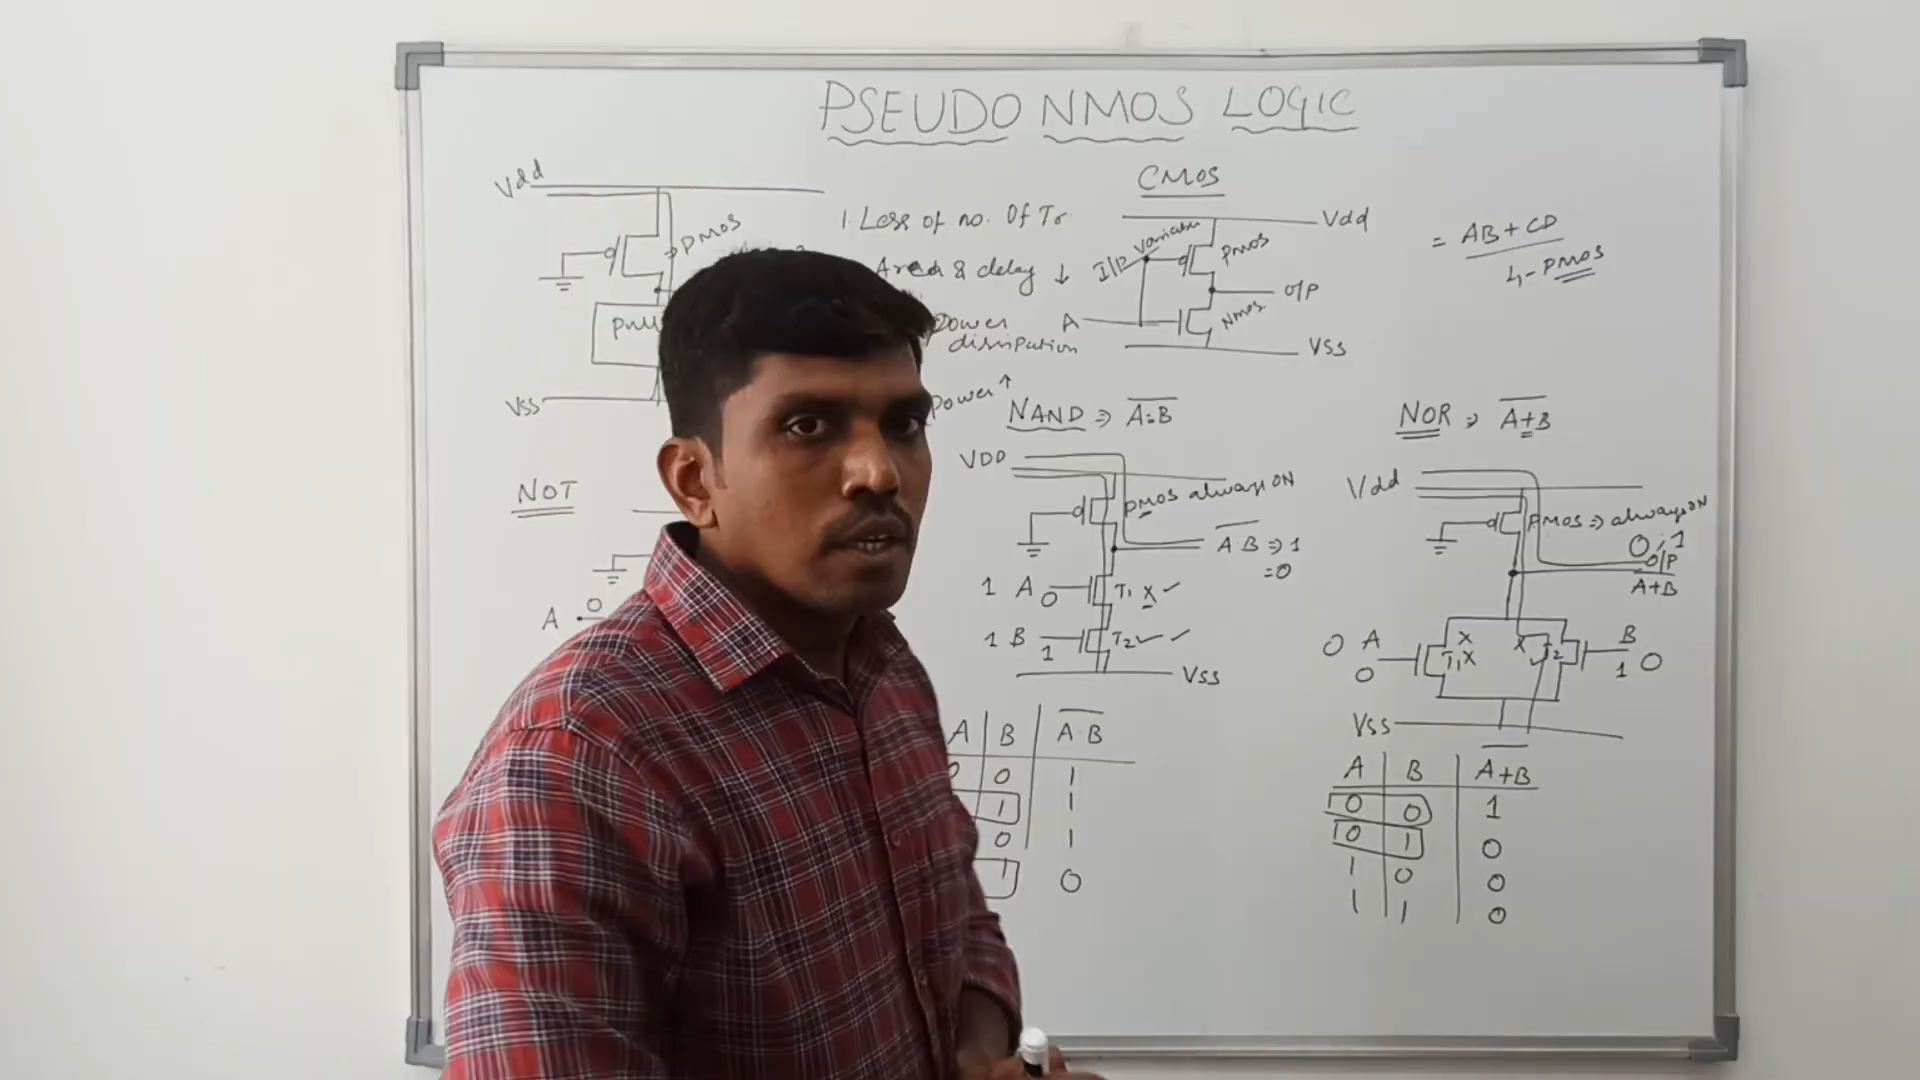 PSEUDO NMOS LOGIC
Vdd
PMOS
Pull
Vss
1. Less of no. Of Tr.
Area & delay ↓
Power
dissipation
Power ↑
CMOS
Vdd
I/P
Variable
PMOS
O/P
A
NMOS
VSS
= AB + CD
4 - PMOS
NOT
A 0
NAND ⇒ A.B
VDD
PMOS always ON
A.B ⇒ 1
=0
1 A 0 T1 X ✓
1 B 1 T2 ✓ ✓
VSS
A B A.B
0 0 1
1 1
0 1
1 0
NOR ⇒ A+B
Vdd
PMOS ⇒ always ON
0, 1
O/P
A+B
0 A 0 X T1 X
X T2 B 1 0
VSS
A B A+B
0 0 1
0 1 0
1 0 0
1 1 0